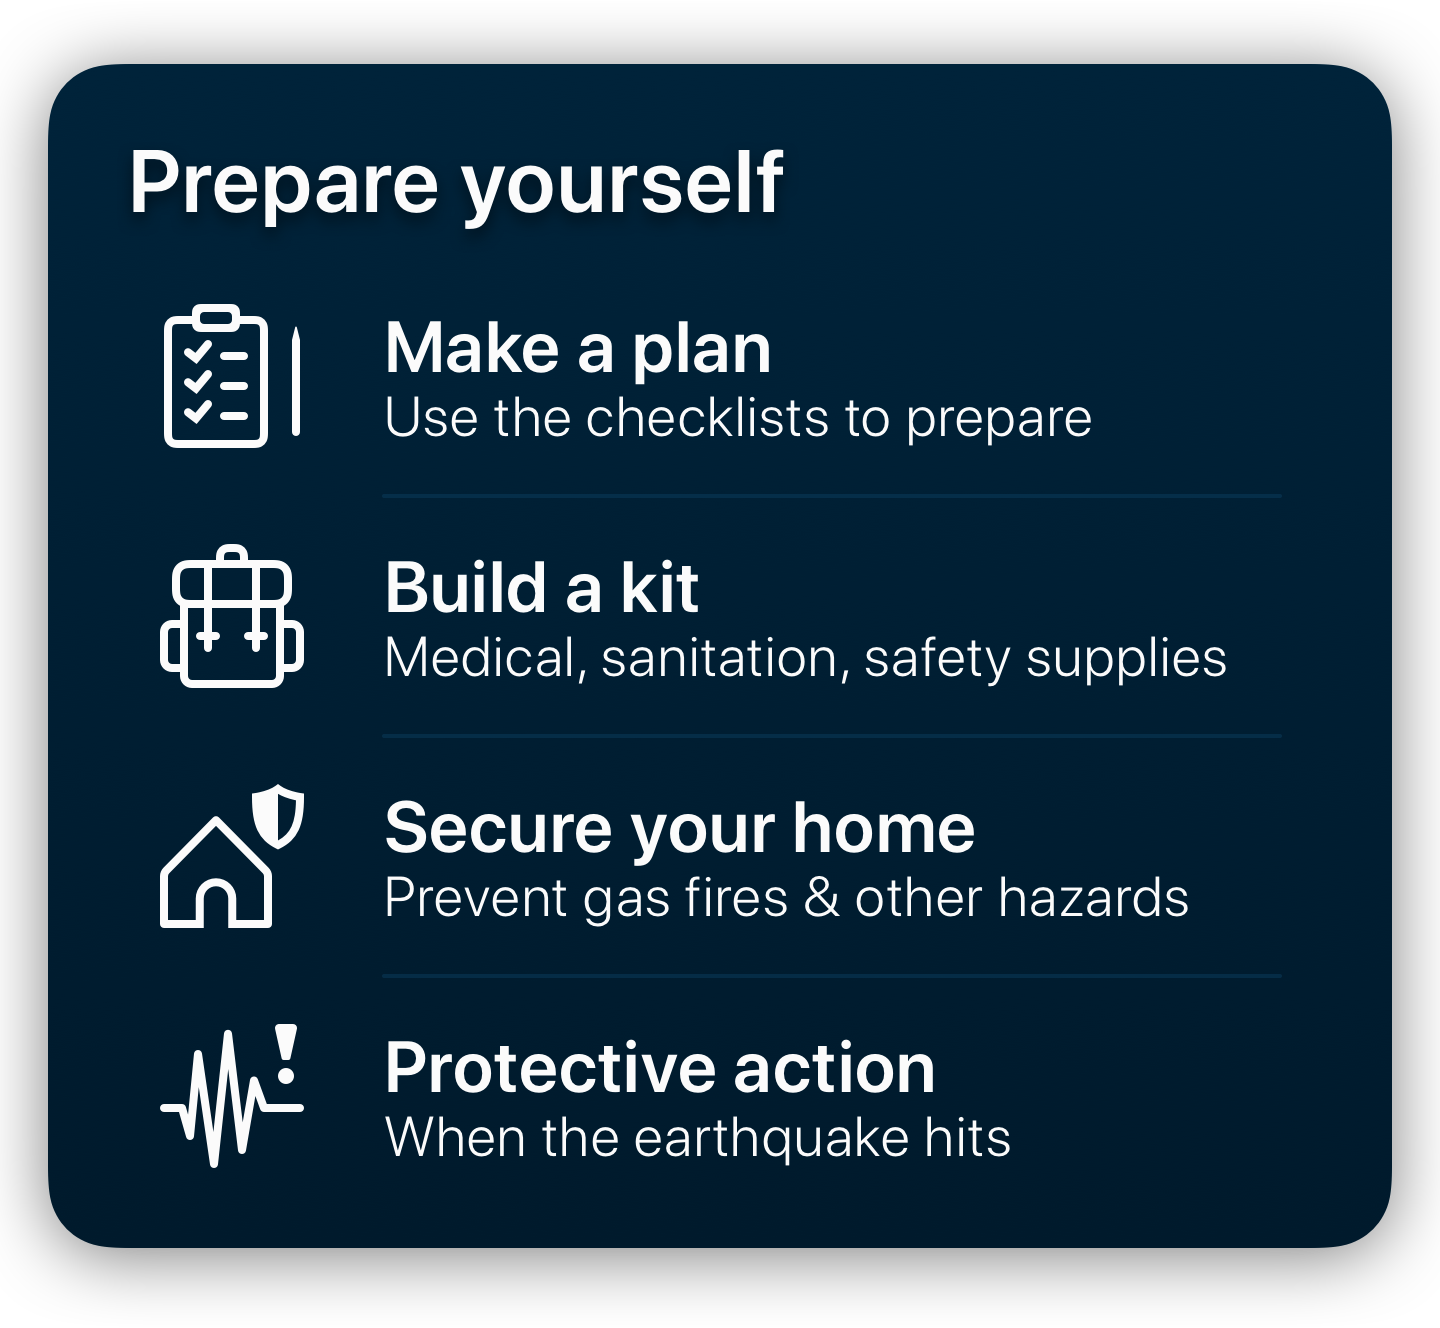 Prepare yourself
Make a plan
Use the checklists to prepare
Build a kit
Medical, sanitation, safety supplies
Secure your home
Prevent gas fires & other hazards
Protective action
When the earthquake hits